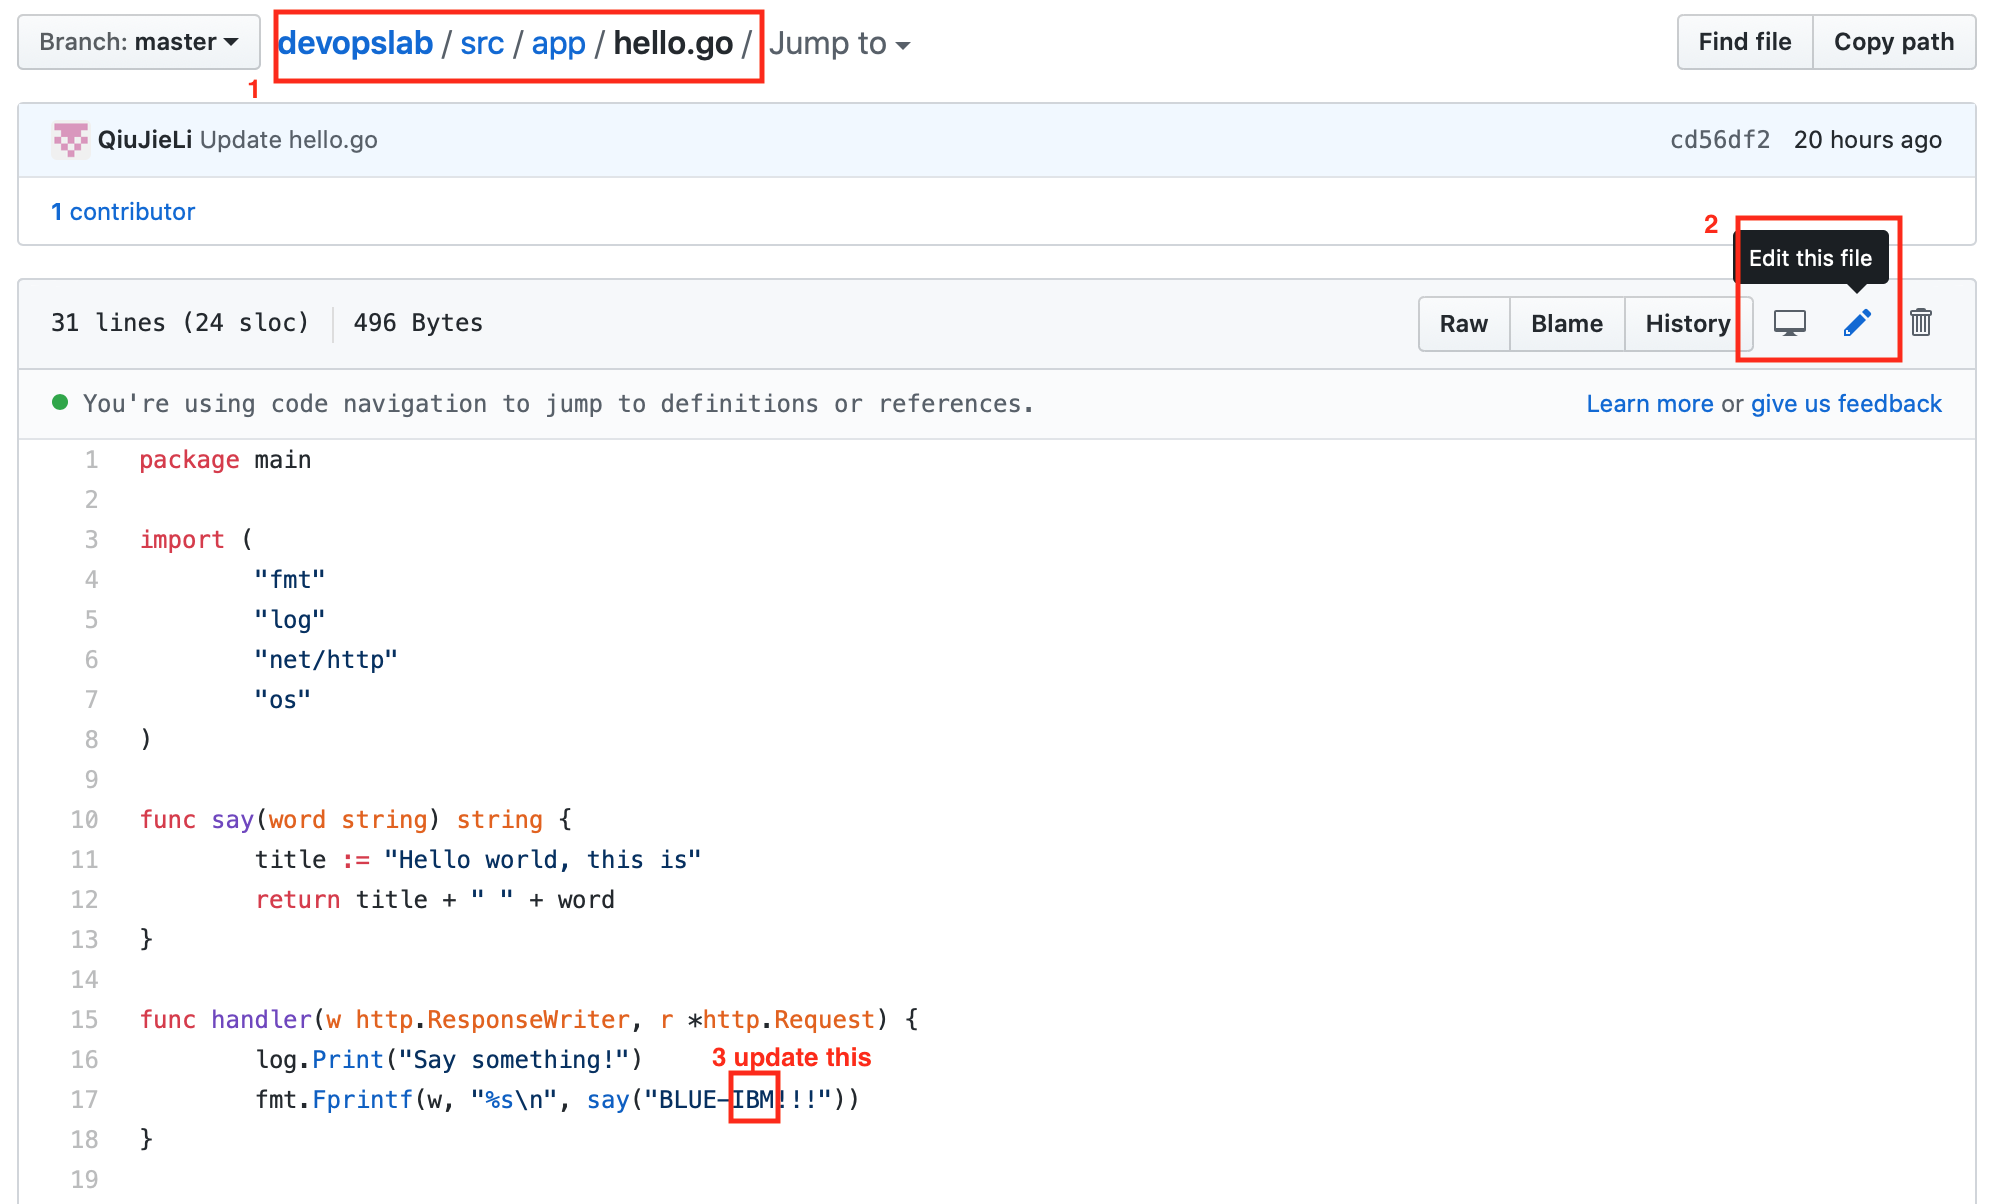 Branch: master devopslab / src / app / hello.go / Jump to Find file Copy path
1
QiuJieLi Update hello.go cd56df2 20 hours ago
1 contributor
2
Edit this file
31 lines (24 sloc) 496 Bytes Raw Blame History
You're using code navigation to jump to definitions or references. Learn more or give us feedback
1 package main
2
3 import (
4 "fmt"
5 "log"
6 "net/http"
7 "os"
8 )
9
10 func say(word string) string {
11 title := "Hello world, this is"
12 return title + " " + word
13 }
14
15 func handler(w http.ResponseWriter, r *http.Request) {
16 log.Print("Say something!")
3 update this
17 fmt.Fprintf(w, "%s\n", say("BLUE-IBM!!!"))
18 }
19